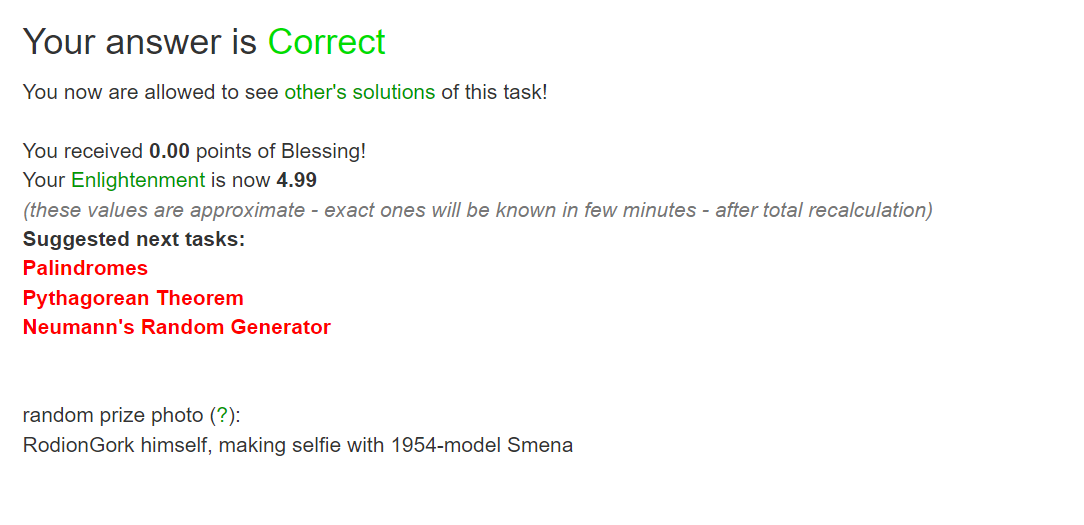 Your answer is Correct
You now are allowed to see other's solutions of this task!
You received 0.00 points of Blessing!
Your Enlightenment is now 4.99
(these values are approximate - exact ones will be known in few minutes - after total recalculation)
Suggested next tasks:
Palindromes
Pythagorean Theorem
Neumann's Random Generator
random prize photo (?):
RodionGork himself, making selfie with 1954-model Smena